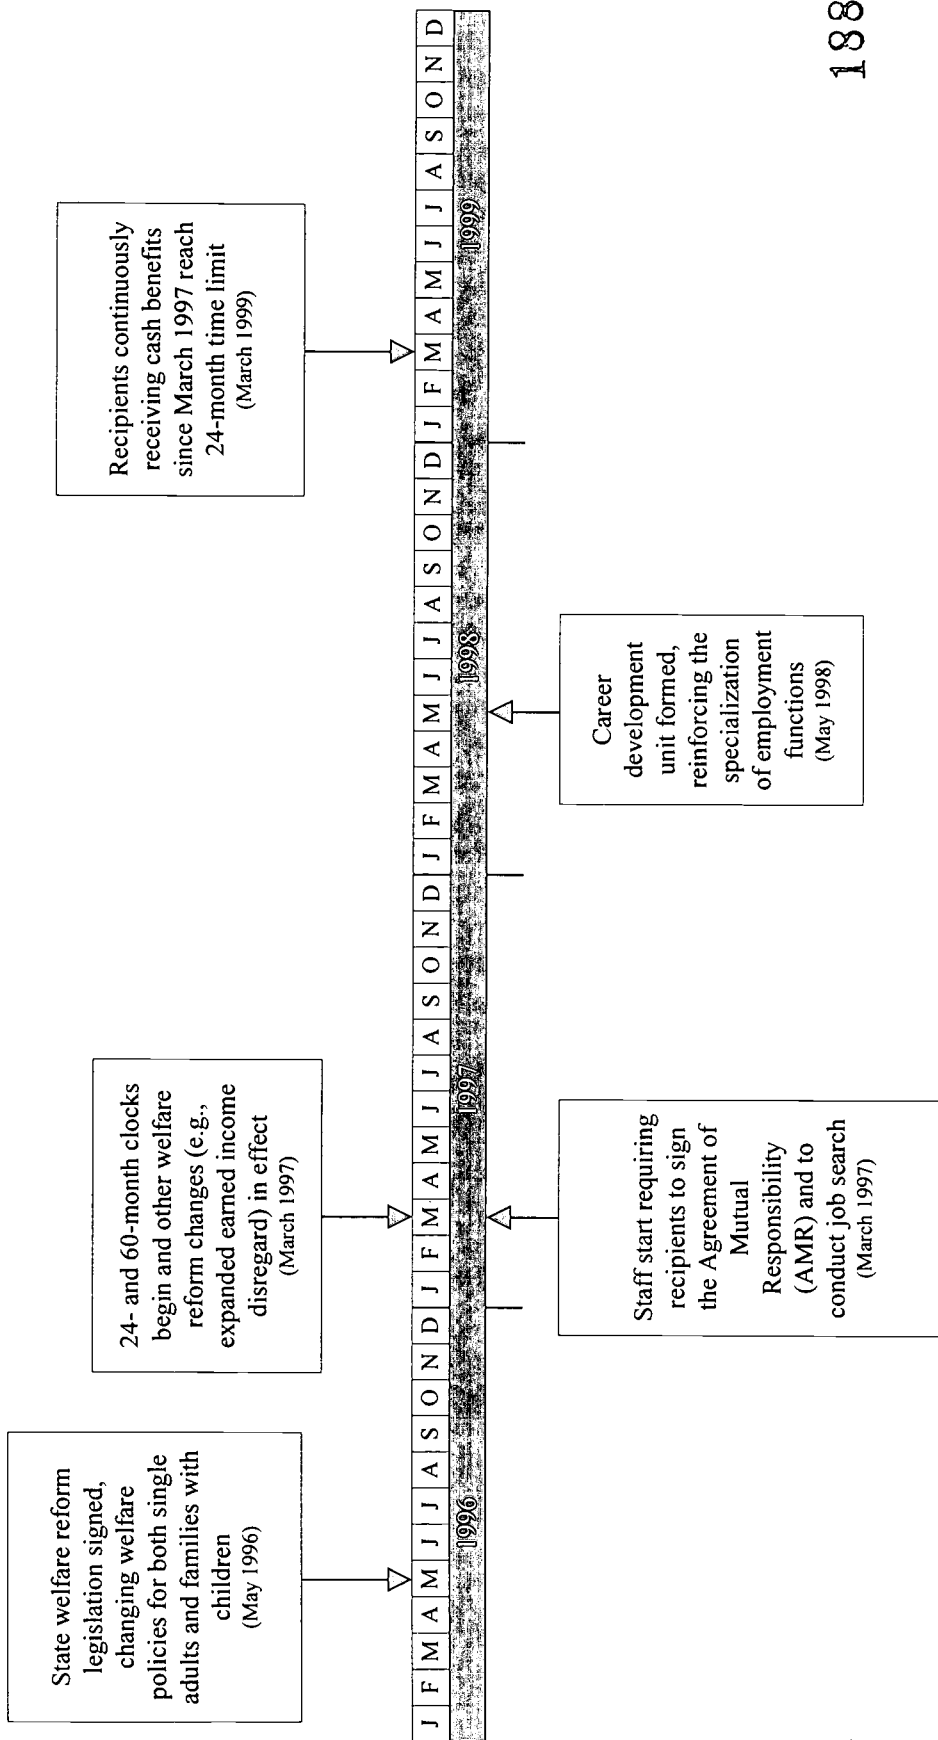 State welfare reform
legislation signed,
changing welfare
policies for both single
adults and families with
children
(May 1996)
24- and 60-month clocks
begin and other welfare
reform changes (e.g.,
expanded earned income
disregard) in effect
(March 1997)
Recipients continuously
receiving cash benefits
since March 1997 reach
24-month time limit
(March 1999)
J F M A M J J A S O N D J F M A M J J A S O N D J F M A M J J A S O N D J F M A M J J A S O N D
1996 1997 1998 1999
Staff start requiring
recipients to sign
the Agreement of
Mutual
Responsibility
(AMR) and to
conduct job search
(March 1997)
Career
development
unit formed,
reinforcing the
specialization
of employment
functions
(May 1998)
188